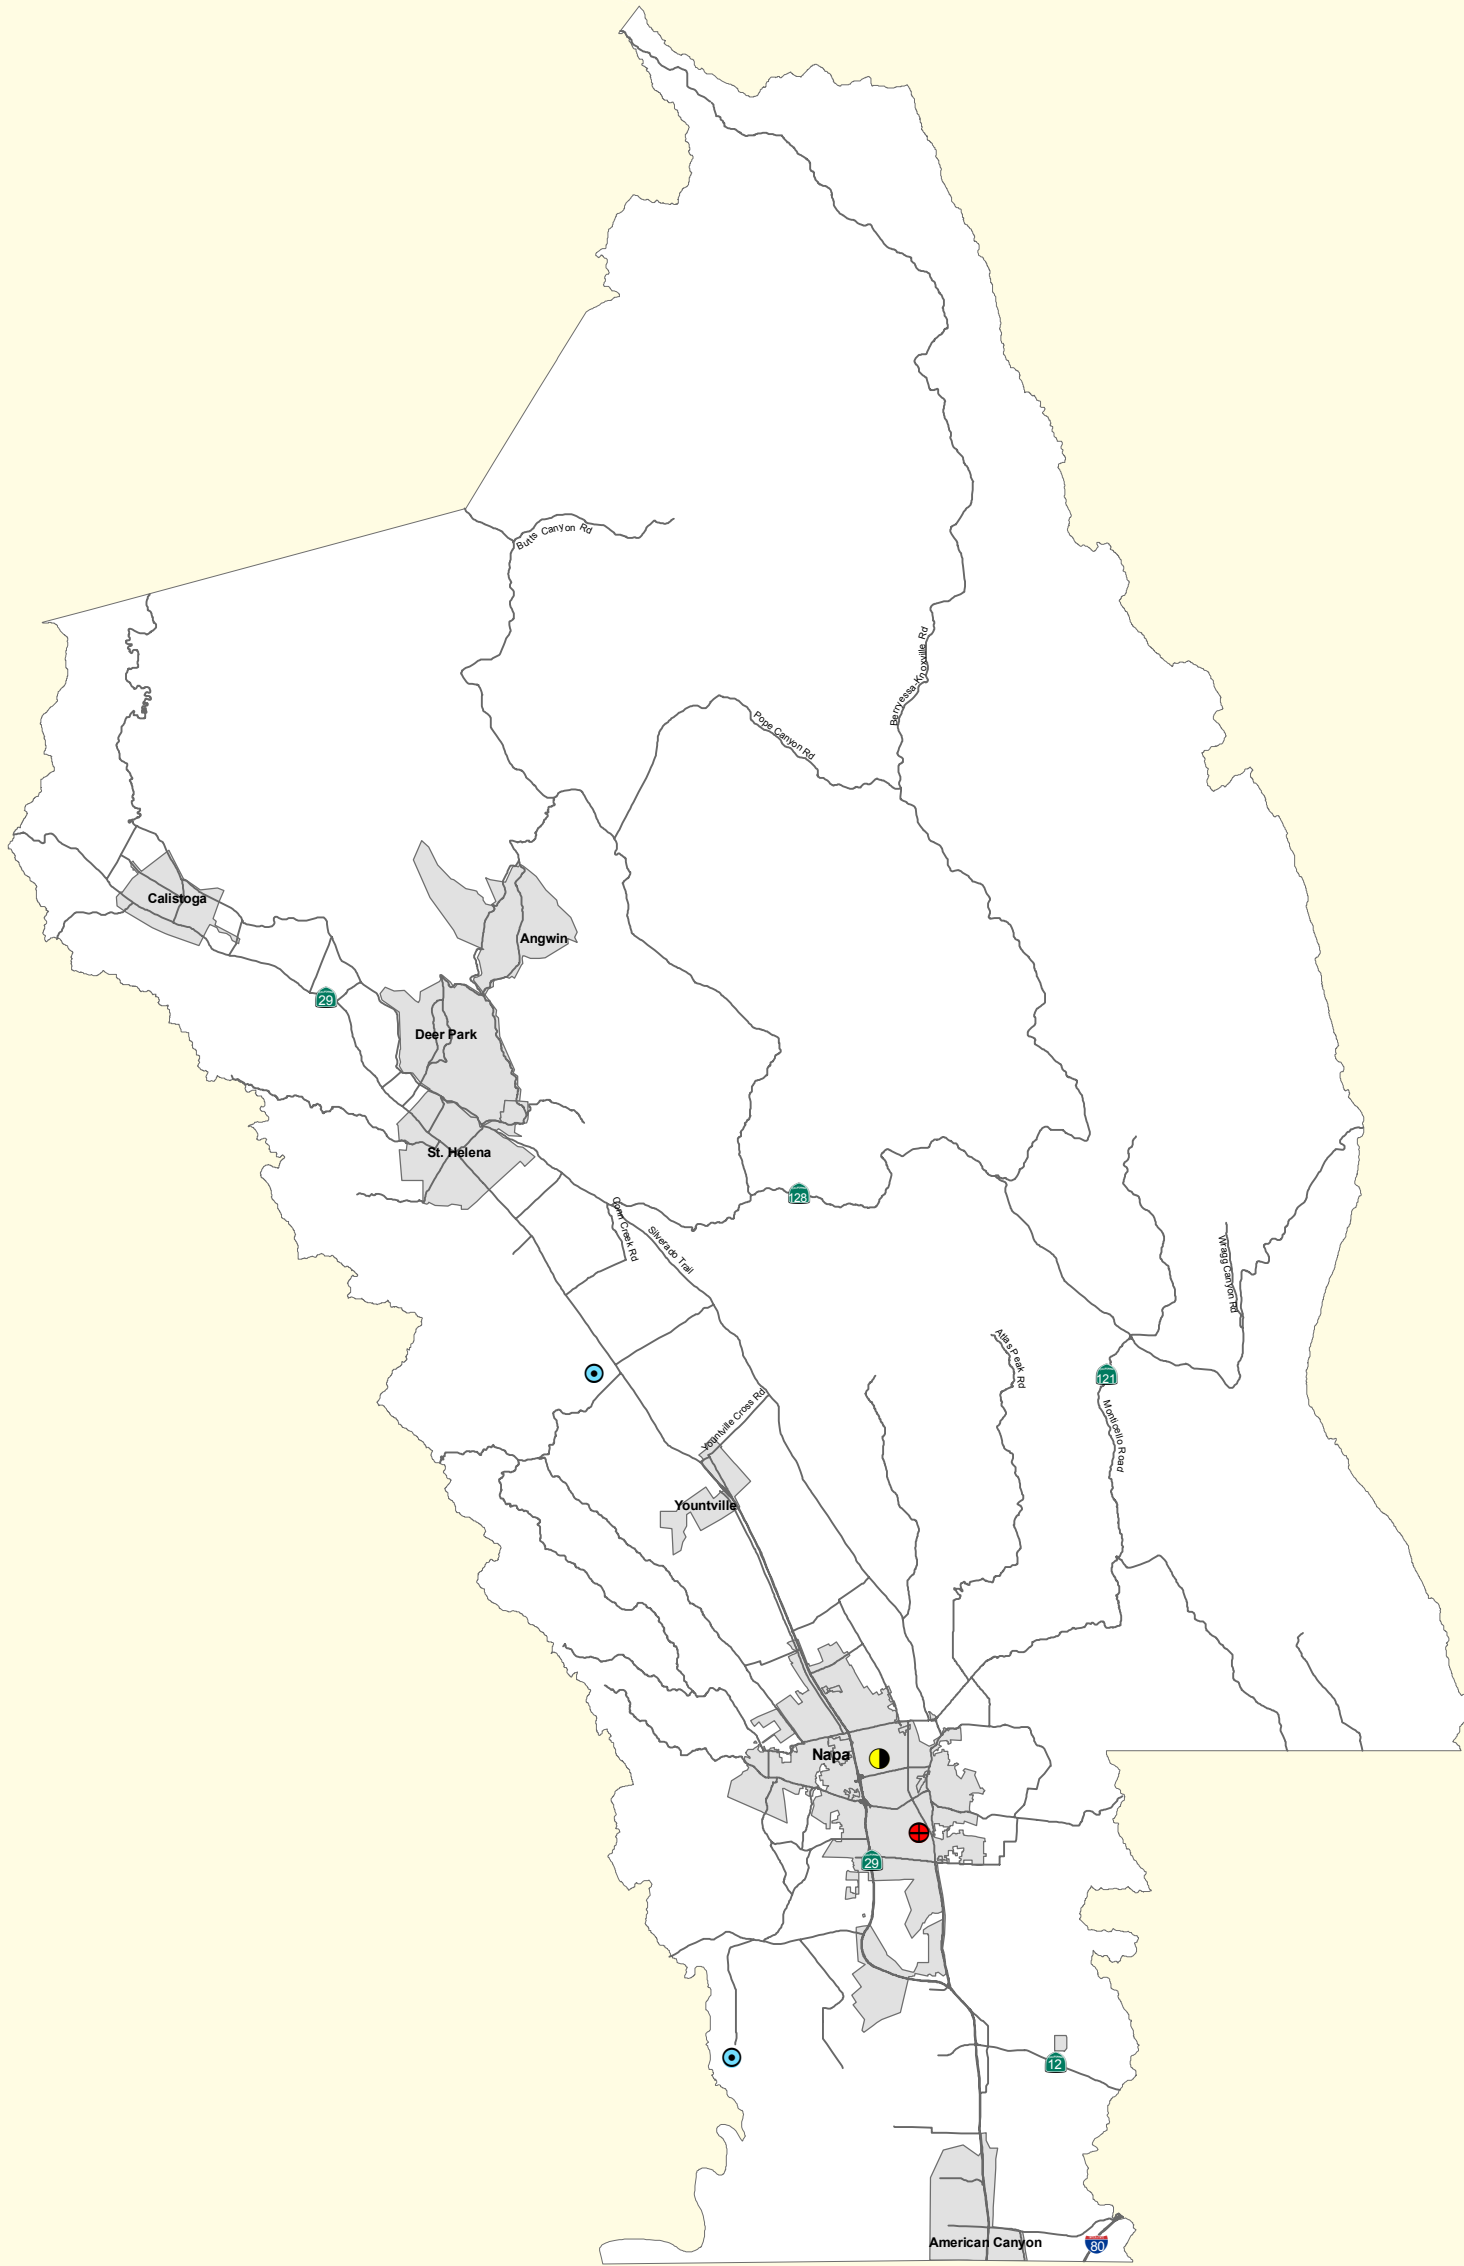 Butts Canyon Rd
Berryessa-Knoxville Rd
Pope Canyon Rd
Calistoga
Angwin
29
Deer Park
St. Helena
128
Conn Creek Rd
Silverado Trail
Wragg Canyon Rd
Atlas Peak Rd
121
Yountville Cross Rd
Monticello Road
Yountville
Napa
29
12
American Canyon
80